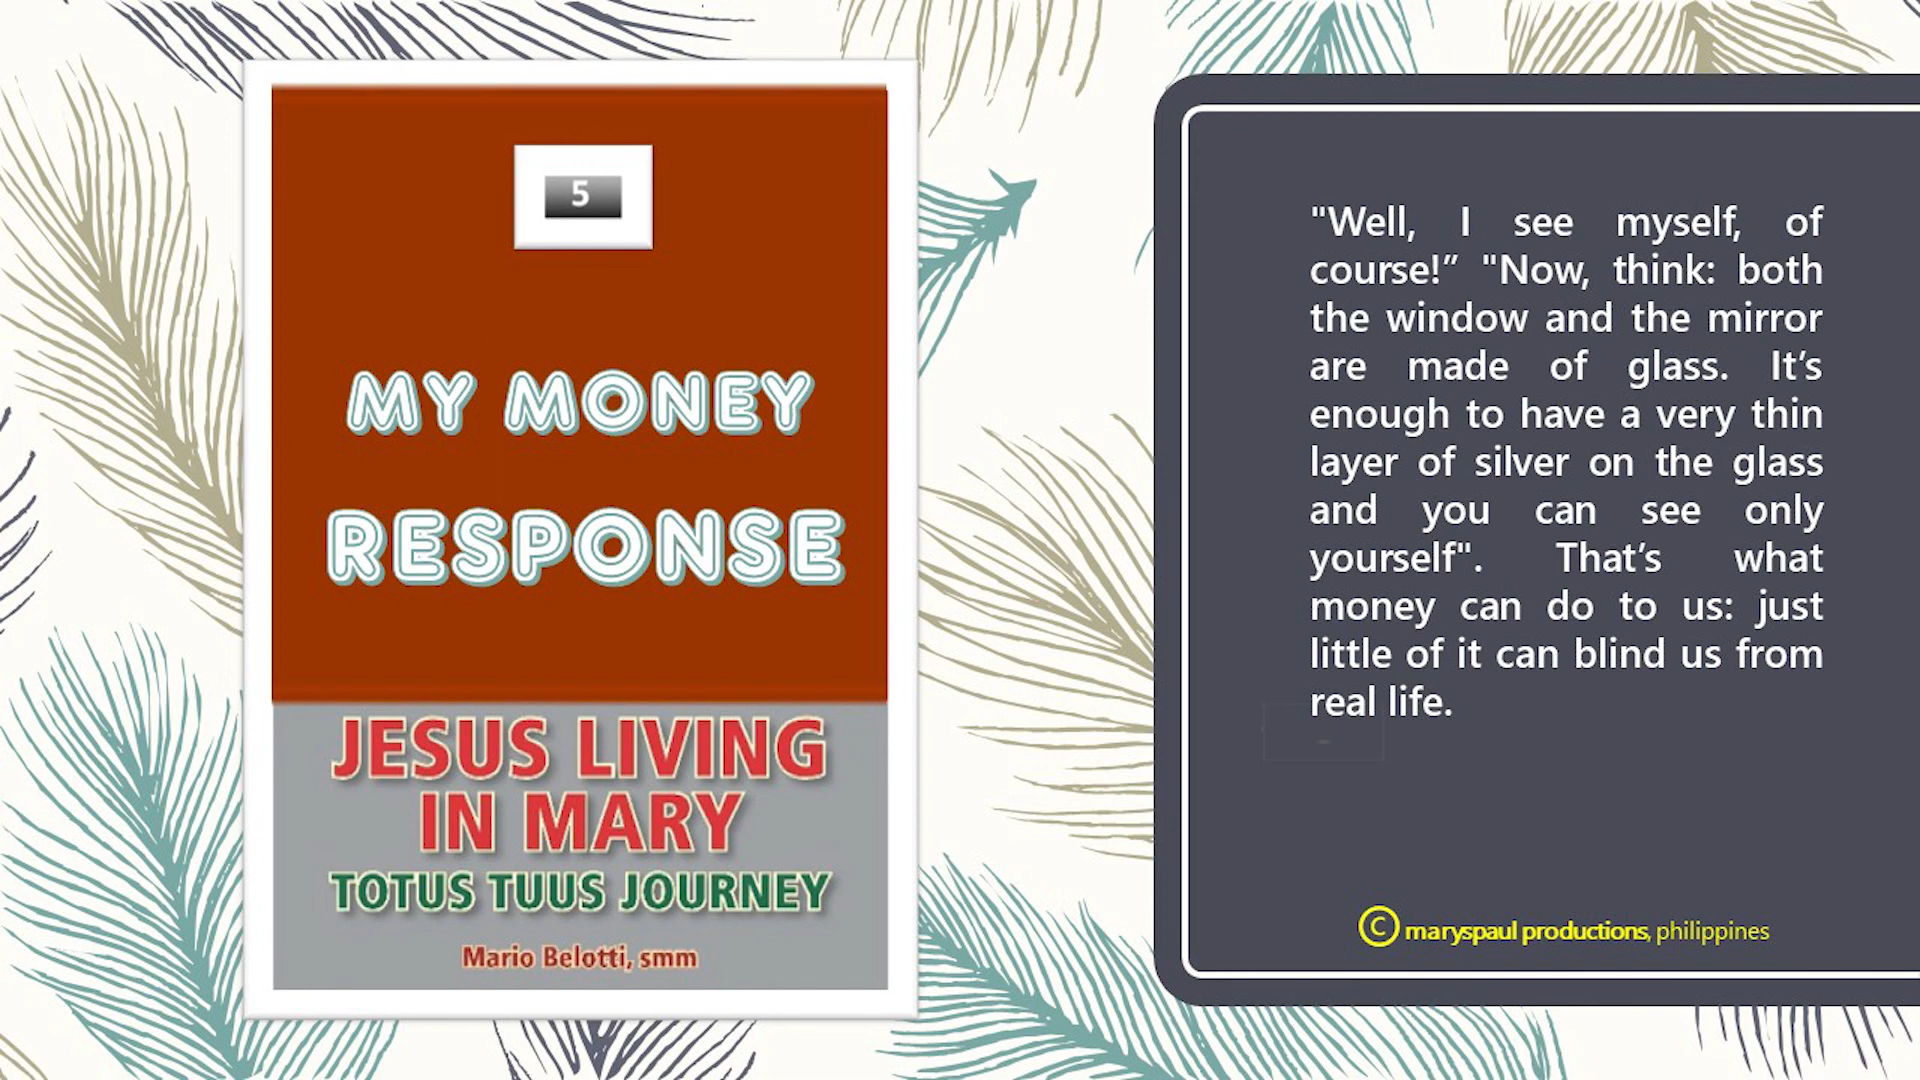 5
MY MONEY
RESPONSE
JESUS LIVING
IN MARY
TOTUS TUUS JOURNEY
Mario Belotti, smm
"Well, I see myself, of
course!” "Now, think: both
the window and the mirror
are made of glass. It’s
enough to have a very thin
layer of silver on the glass
and you can see only
yourself". That’s what
money can do to us: just
little of it can blind us from
real life.
© maryspaul productions, philippines